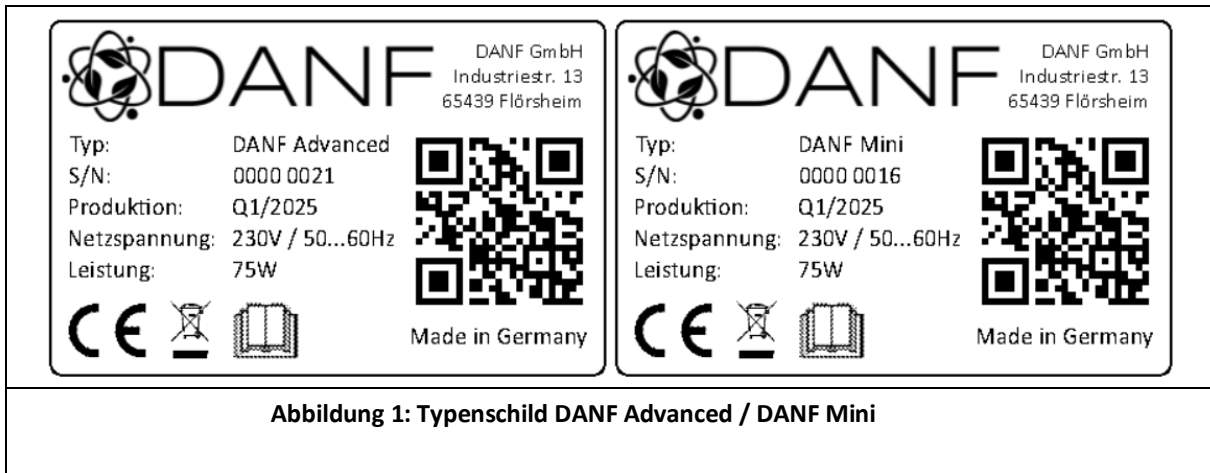 DANF
DANF GmbH
Industriestr. 13
65439 Flörsheim
Typ: DANF Advanced
S/N: 0000 0021
Produktion: Q1/2025
Netzspannung: 230V / 50...60Hz
Leistung: 75W
CE
Made in Germany
DANF
DANF GmbH
Industriestr. 13
65439 Flörsheim
Typ: DANF Mini
S/N: 0000 0016
Produktion: Q1/2025
Netzspannung: 230V / 50...60Hz
Leistung: 75W
CE
Made in Germany
Abbildung 1: Typenschild DANF Advanced / DANF Mini